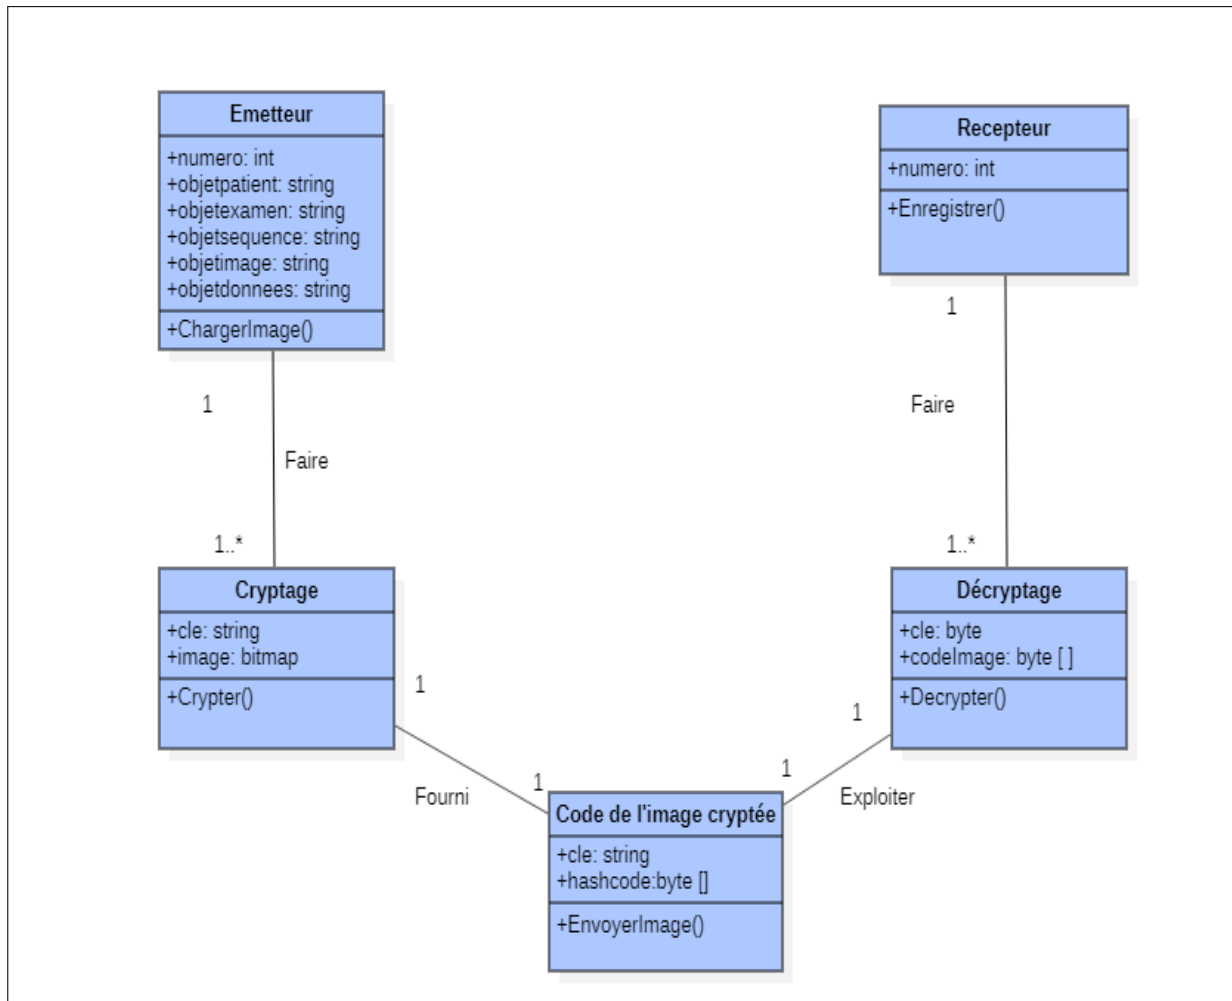 Emetteur
+numero: int
+objetpatient: string
+objetexamen: string
+objetsequence: string
+objetimage: string
+objetdonnees: string
+ChargerImage()
Recepteur
+numero: int
+Enregistrer()
1
Faire
1..*
1
Faire
1..*
Cryptage
+cle: string
+image: bitmap
+Crypter()
Décryptage
+cle: byte
+codeImage: byte [ ]
+Decrypter()
1
Fourni
1
1
Exploiter
1
Code de l'image cryptée
+cle: string
+hashcode:byte []
+EnvoyerImage()